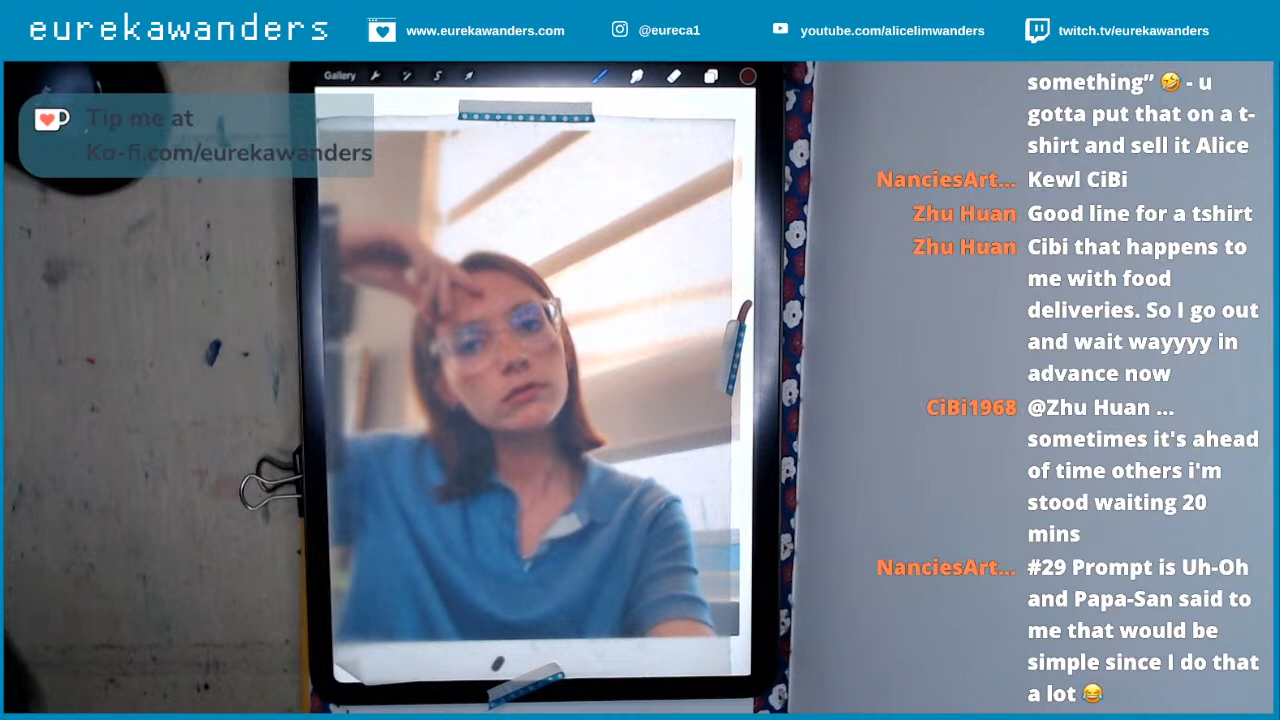 eurekawanders
www.eurekawanders.com
@eureca1
youtube.com/alicelimwanders
twitch.tv/eurekawanders
Gallery
Tip me at
Ko-fi.com/eurekawanders
something” 🤣 - u
gotta put that on a t-
shirt and sell it Alice
NanciesArt... Kewl CiBi
Zhu Huan Good line for a tshirt
Zhu Huan Cibi that happens to
me with food
deliveries. So I go out
and wait wayyyy in
advance now
CiBi1968 @Zhu Huan ...
sometimes it's ahead
of time others i'm
stood waiting 20
mins
NanciesArt... #29 Prompt is Uh-Oh
and Papa-San said to
me that would be
simple since I do that
a lot 😂